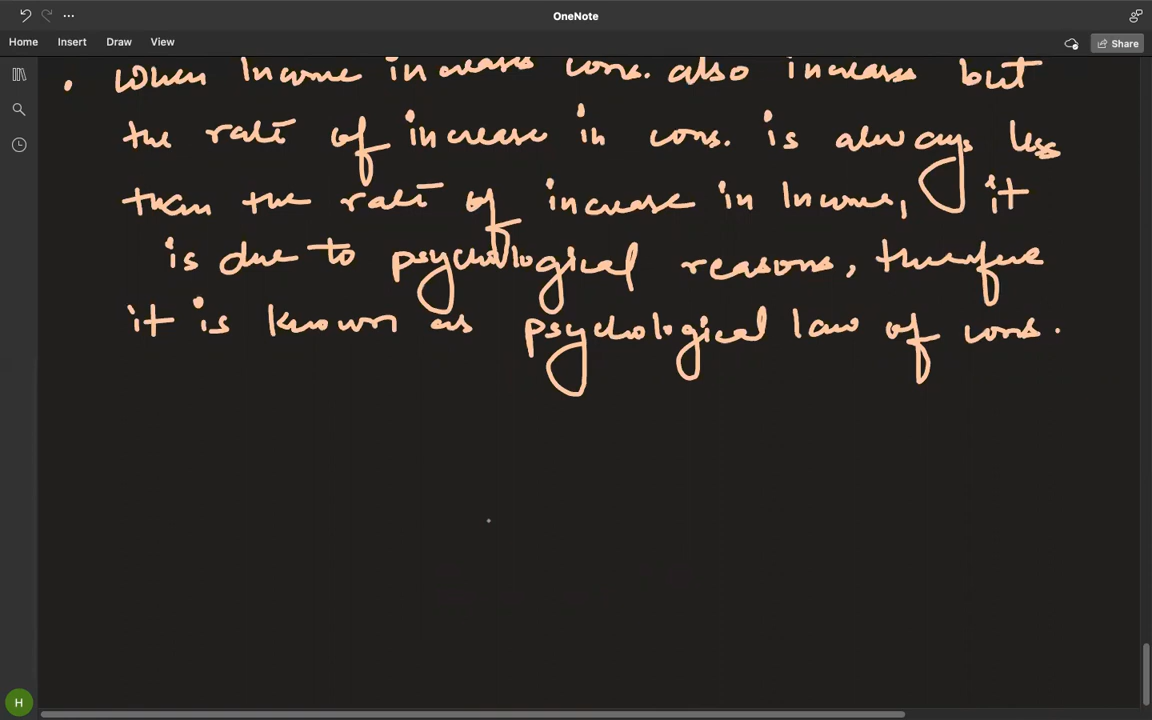 OneNote
Home Insert Draw View
Share
• When Income increases cons. also increase but
the rate of increase in cons. is always less
than the rate of increase in Income, it
is due to psychological reasons, therefore
it is known as psychological law of cons.
H